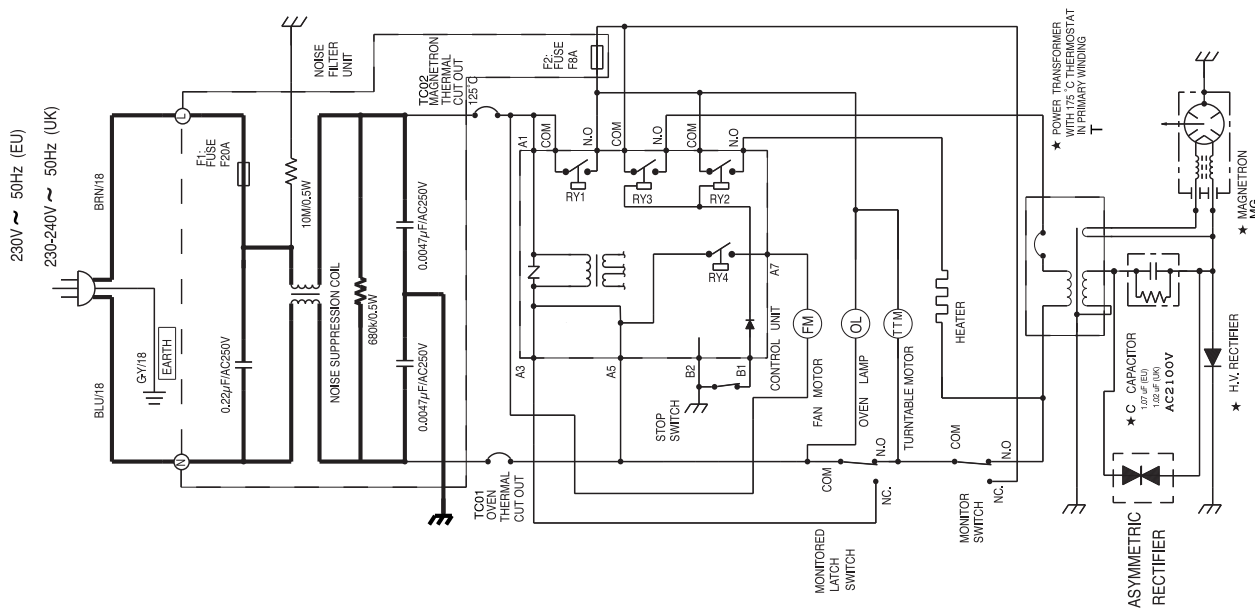 230V ~ 50Hz (EU)
230-240V ~ 50Hz (UK)
BLU/18
BRN/18
G-Y/18
EARTH
N
L
F1:
FUSE
F20A
NOISE
FILTER
UNIT
0.22µF/AC250V
10M/0.5W
NOISE SUPPRESSION COIL
680k/0.5W
0.0047µF/AC250V
0.0047µF/AC250V
TC01
OVEN
THERMAL
CUT OUT
TC02
MAGNETRON
THERMAL
CUT OUT
125°C
F2:
FUSE
F8A
A1
COM
N.O
COM
N.O
COM
N.O
RY1
RY3
RY2
RY4
A3
A5
B2
B1
A7
CONTROL UNIT
STOP
SWITCH
FM
FAN MOTOR
OL
OVEN LAMP
TTM
TURNTABLE MOTOR
HEATER
COM
N.O
NC.
MONITORED
LATCH
SWITCH
COM
N.O
NC.
MONITOR
SWITCH
★ POWER TRANSFORMER
WITH 175°C THERMOSTAT
IN PRIMARY WINDING
T
★ C CAPACITOR
1.07 uF (EU)
1.02 uF (UK)
AC2100V
★ MAGNETRON
MG
★ H.V. RECTIFIER
ASYMMETRIC
RECTIFIER